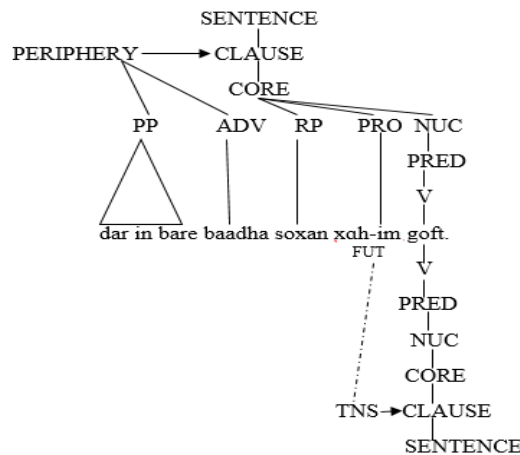 SENTENCE
PERIPHERY CLAUSE
CORE
PP ADV RP PRO NUC
PRED
V
dar in bare baadha soxan xɑh-im goft.
FUT
V
PRED
NUC
CORE
TNS CLAUSE
SENTENCE